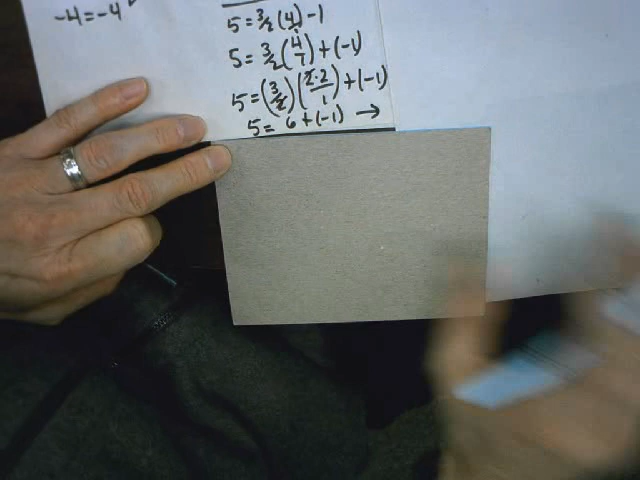 -4=-4 ✓
5=3/2(4)-1
5=3/2(4/1)+(-1)
5=(3/2)(2·2/1)+(-1)
5= 6+(-1) →